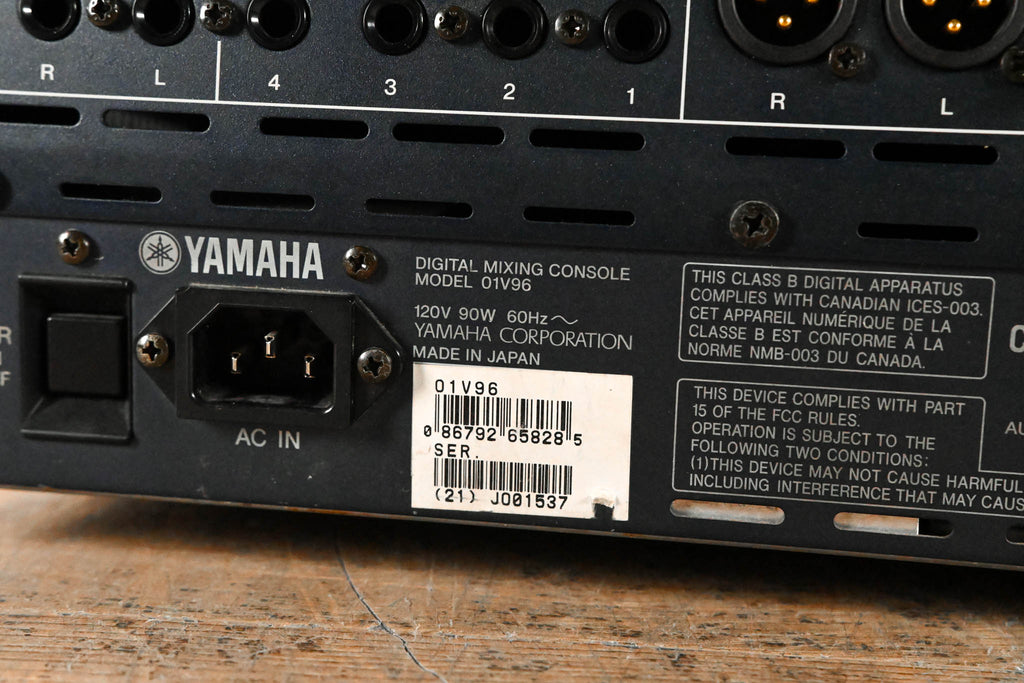 R L 4 3 2 1 R L
YAMAHA
DIGITAL MIXING CONSOLE
MODEL 01V96
120V 90W 60Hz ~
YAMAHA CORPORATION
MADE IN JAPAN
AC IN
01V96
0 86792 65828 5
SER.
(21) J001537
THIS CLASS B DIGITAL APPARATUS
COMPLIES WITH CANADIAN ICES-003.
CET APPAREIL NUMÉRIQUE DE LA
CLASSE B EST CONFORME À LA
NORME NMB-003 DU CANADA.
THIS DEVICE COMPLIES WITH PART
15 OF THE FCC RULES.
OPERATION IS SUBJECT TO THE
FOLLOWING TWO CONDITIONS:
(1)THIS DEVICE MAY NOT CAUSE HARMFUL
INCLUDING INTERFERENCE THAT MAY CAUS